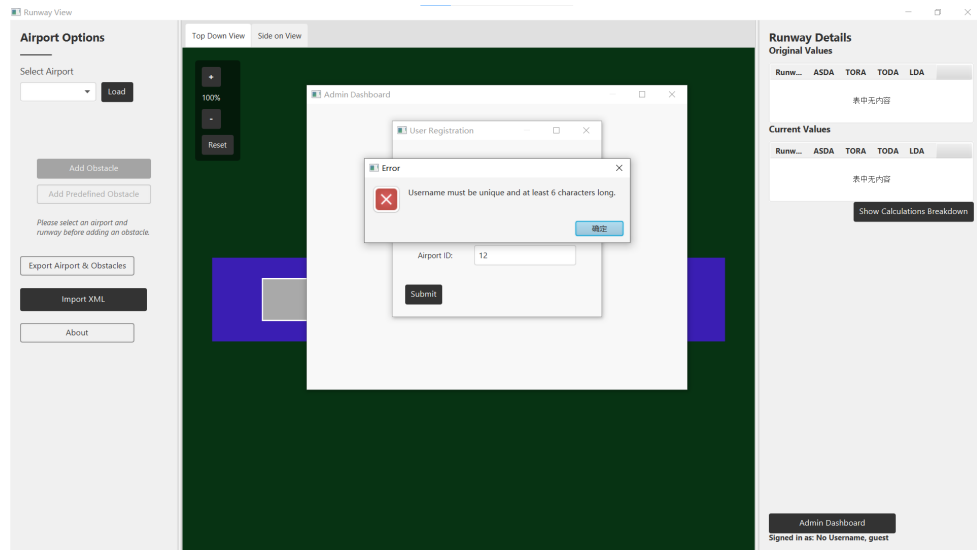 Runway View
Airport Options
Select Airport
Load
Add Obstacle
Add Predefined Obstacle
Please select an airport and
runway before adding an obstacle.
Export Airport & Obstacles
Import XML
About
Top Down View
Side on View
+
100%
-
Reset
Admin Dashboard
User Registration
Error
Username must be unique and at least 6 characters long.
确定
Airport ID:
12
Submit
Runway Details
Original Values
Runw... ASDA TORA TODA LDA
表中无内容
Current Values
Runw... ASDA TORA TODA LDA
表中无内容
Show Calculations Breakdown
Admin Dashboard
Signed in as: No Username, guest